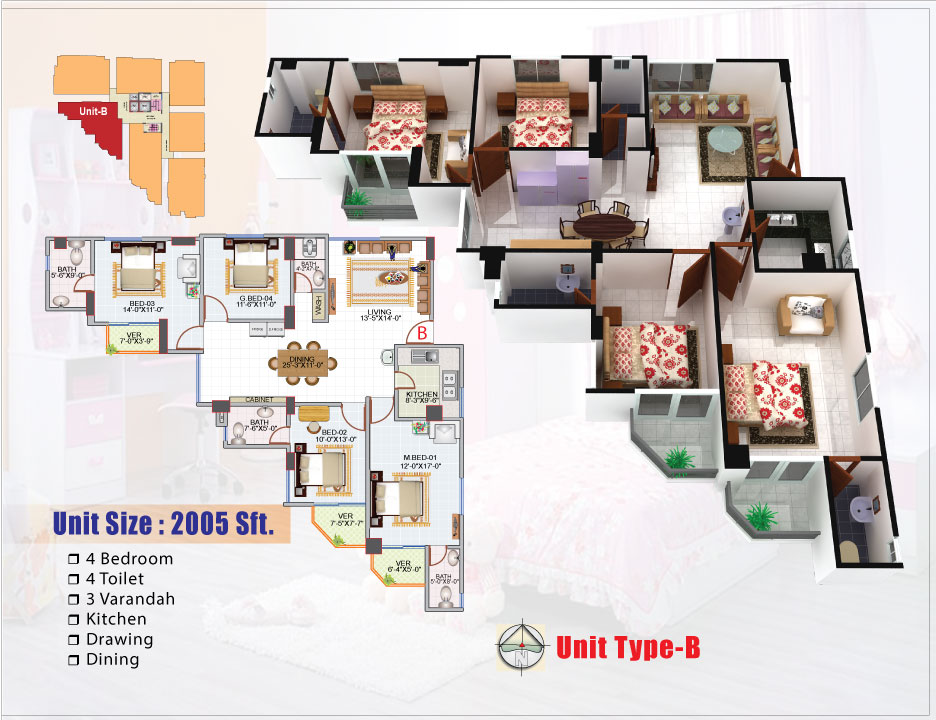 Unit-B
BATH
5'-6"X9'-0"
BED-03
14'-0"X11'-0"
G.BED-04
11'-6"X11'-0"
BATH
WASH
LIVING
13'-5"X14'-0"
VER
7'-0"X3'-9"
FRIDGE
B
DINING
25'-3"X11'-0"
KITCHEN
8'-3"X9'-6"
CABINET
BATH
7'-6"X5'-0"
BED-02
10'-0"X13'-0"
M.BED-01
12'-0"X17'-0"
VER
7'-5"X7'-7"
VER
6'-4"X5'-0"
BATH
5'-0"X8'-0"
Unit Size : 2005 Sft.
4 Bedroom
4 Toilet
3 Varandah
Kitchen
Drawing
Dining
N
Unit Type-B